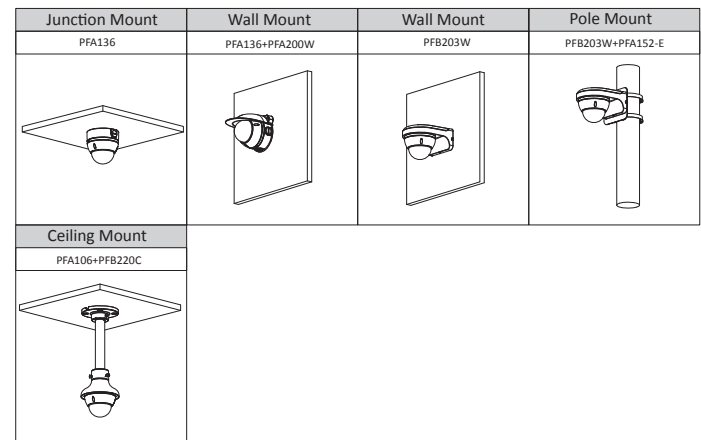 Junction Mount
Wall Mount
Wall Mount
Pole Mount
PFA136
PFA136+PFA200W
PFB203W
PFB203W+PFA152-E
Ceiling Mount
PFA106+PFB220C